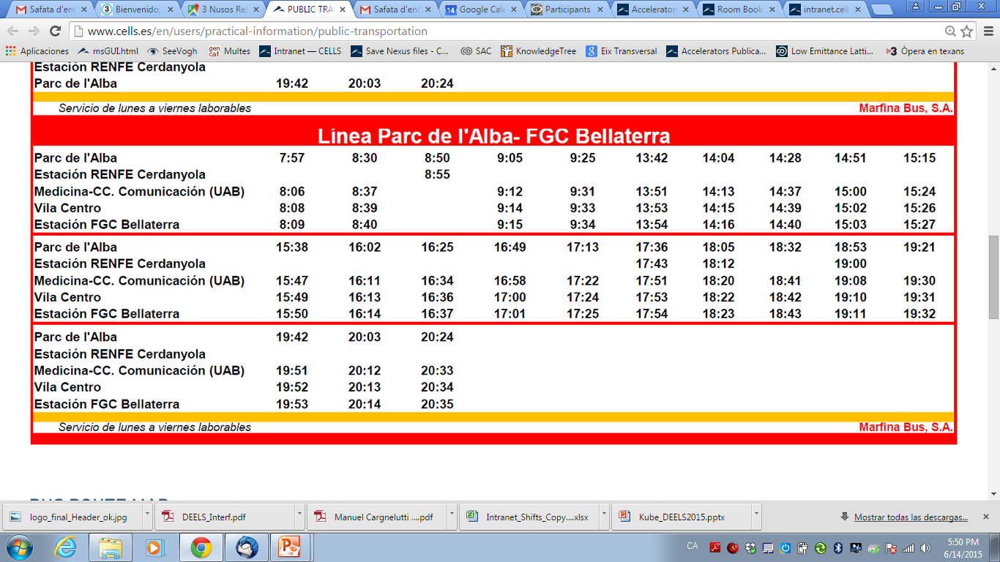 Safata d'ent
Bienvenido,
3 Nusos Res
PUBLIC TRA
Safata d'ent
Google Cale
Participants
Accelerators
Room Book
intranet.cell
www.cells.es/en/users/practical-information/public-transportation
Aplicaciones msGUI.html SeeVogh gen cat Multes Intranet — CELLS Save Nexus files - C... SAC KnowledgeTree Eix Transversal Accelerators Publica... Low Emittance Latti... Òpera en texans
Estación RENFE Cerdanyola
Parc de l'Alba 19:42 20:03 20:24
Servicio de lunes a viernes laborables Marfina Bus, S.A.
Línea Parc de l'Alba- FGC Bellaterra
Parc de l'Alba 7:57 8:30 8:50 9:05 9:25 13:42 14:04 14:28 14:51 15:15
Estación RENFE Cerdanyola 8:55
Medicina-CC. Comunicación (UAB) 8:06 8:37 9:12 9:31 13:51 14:13 14:37 15:00 15:24
Vila Centro 8:08 8:39 9:14 9:33 13:53 14:15 14:39 15:02 15:26
Estación FGC Bellaterra 8:09 8:40 9:15 9:34 13:54 14:16 14:40 15:03 15:27
Parc de l'Alba 15:38 16:02 16:25 16:49 17:13 17:36 18:05 18:32 18:53 19:21
Estación RENFE Cerdanyola 17:43 18:12 19:00
Medicina-CC. Comunicación (UAB) 15:47 16:11 16:34 16:58 17:22 17:51 18:20 18:41 19:08 19:30
Vila Centro 15:49 16:13 16:36 17:00 17:24 17:53 18:22 18:42 19:10 19:31
Estación FGC Bellaterra 15:50 16:14 16:37 17:01 17:25 17:54 18:23 18:43 19:11 19:32
Parc de l'Alba 19:42 20:03 20:24
Estación RENFE Cerdanyola
Medicina-CC. Comunicación (UAB) 19:51 20:12 20:33
Vila Centro 19:52 20:13 20:34
Estación FGC Bellaterra 19:53 20:14 20:35
Servicio de lunes a viernes laborables Marfina Bus, S.A.
logo_final_Header_ok.jpg DEELS_Interf.pdf Manuel Cargnelutti ....pdf Intranet_Shifts_Copy....xlsx Kube_DEELS2015.pptx Mostrar todas las descargas...
CA 5:50 PM
6/14/2015